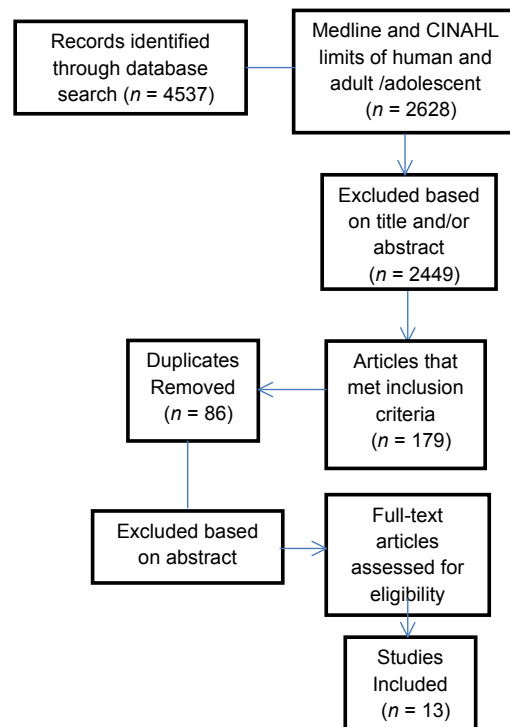 Records identified
through database
search (n = 4537)
Medline and CINAHL
limits of human and
adult /adolescent
(n = 2628)
Excluded based
on title and/or
abstract
(n = 2449)
Articles that
met inclusion
criteria
(n = 179)
Duplicates
Removed
(n = 86)
Excluded based
on abstract
Full-text
articles
assessed for
eligibility
Studies
Included
(n = 13)